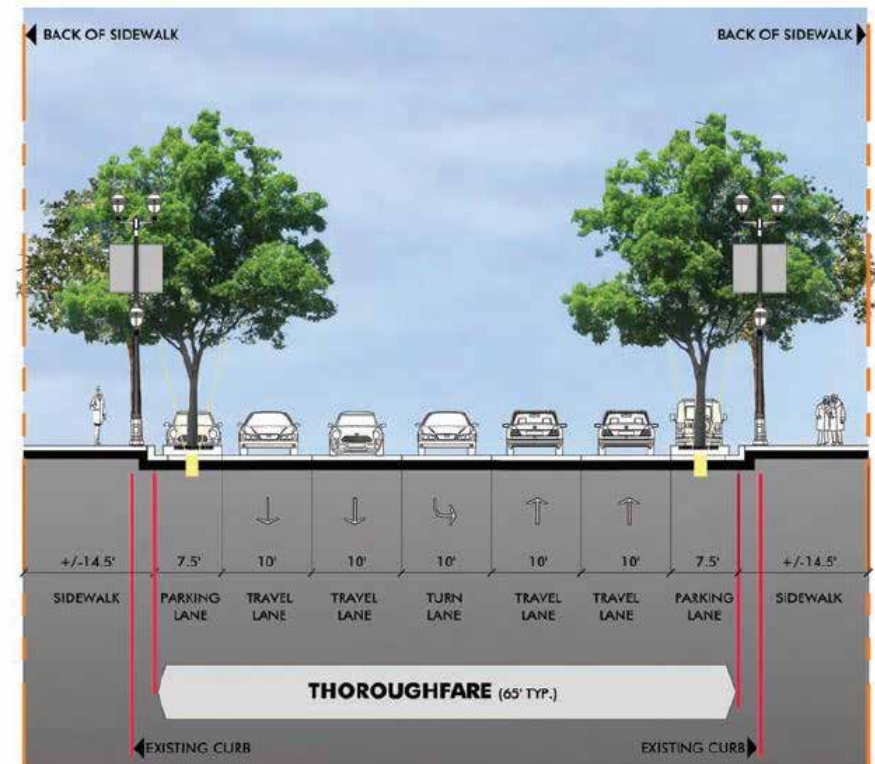 BACK OF SIDEWALK
BACK OF SIDEWALK
+/-14.5' 7.5' 10' 10' 10' 10' 10' 7.5' +/-14.5'
SIDEWALK PARKING TRAVEL TRAVEL TURN TRAVEL TRAVEL PARKING SIDEWALK
LANE LANE LANE LANE LANE LANE LANE
THOROUGHFARE (65' TYP.)
EXISTING CURB
EXISTING CURB